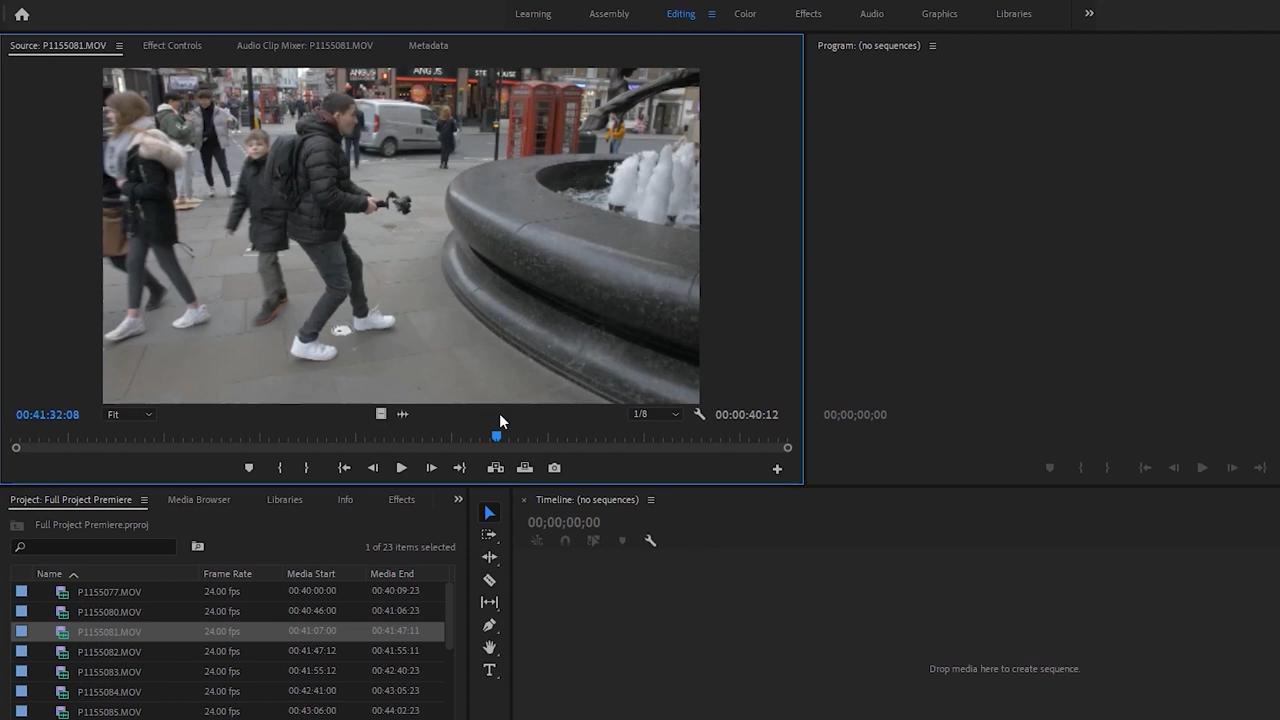 Learning Assembly Editing Color Effects Audio Graphics Libraries
Source: P1155081.MOV Effect Controls Audio Clip Mixer: P1155081.MOV Metadata
Program: (no sequences)
ANGUS ANGUS STE HOUSE
00:41:32:08 Fit 1/8 00:00:40:12
00;00;00;00
Project: Full Project Premiere Media Browser Libraries Info Effects
Full Project Premiere.prproj
1 of 23 items selected
Name Frame Rate Media Start Media End
P1155077.MOV 24.00 fps 00:40:00:00 00:40:09:23
P1155080.MOV 24.00 fps 00:40:46:00 00:41:06:23
P1155081.MOV 24.00 fps 00:41:07:00 00:41:47:11
P1155082.MOV 24.00 fps 00:41:47:12 00:41:55:11
P1155083.MOV 24.00 fps 00:41:55:12 00:42:40:23
P1155084.MOV 24.00 fps 00:42:41:00 00:43:05:23
P1155085.MOV 24.00 fps 00:43:06:00 00:44:02:23
× Timeline: (no sequences)
00;00;00;00
T
Drop media here to create sequence.